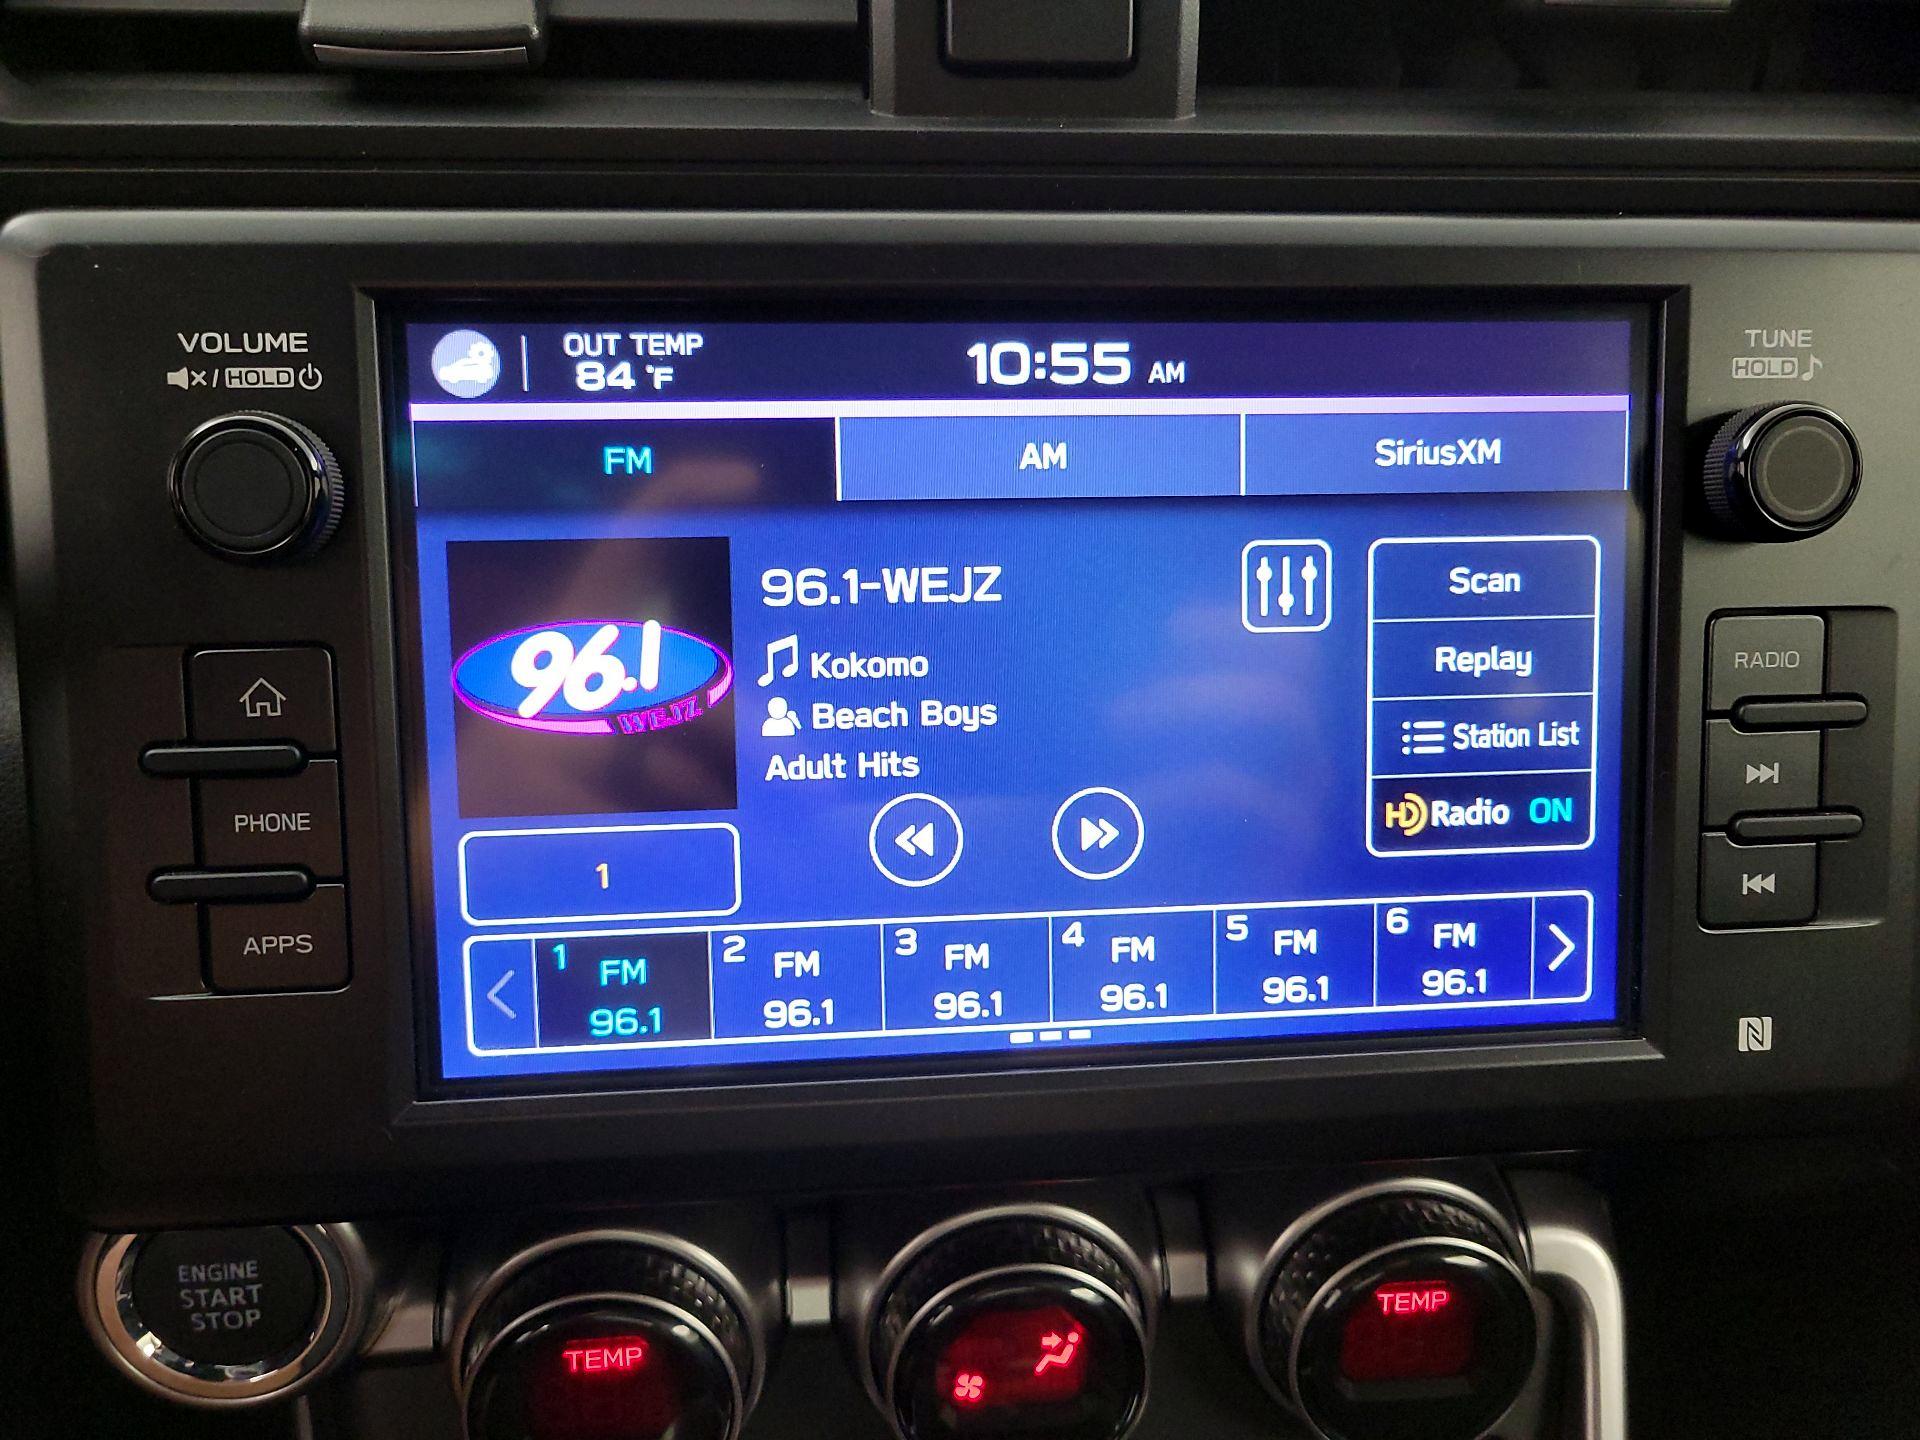 VOLUME
/ HOLD
TUNE
HOLD
OUT TEMP
84 °F
10:55 AM
FM
AM
SiriusXM
96.1
WEJZ
96.1-WEJZ
Kokomo
Beach Boys
Adult Hits
Scan
Replay
Station List
HD Radio ON
1
1 FM 96.1
2 FM 96.1
3 FM 96.1
4 FM 96.1
5 FM 96.1
6 FM 96.1
PHONE
APPS
RADIO
ENGINE
START
STOP
TEMP
TEMP